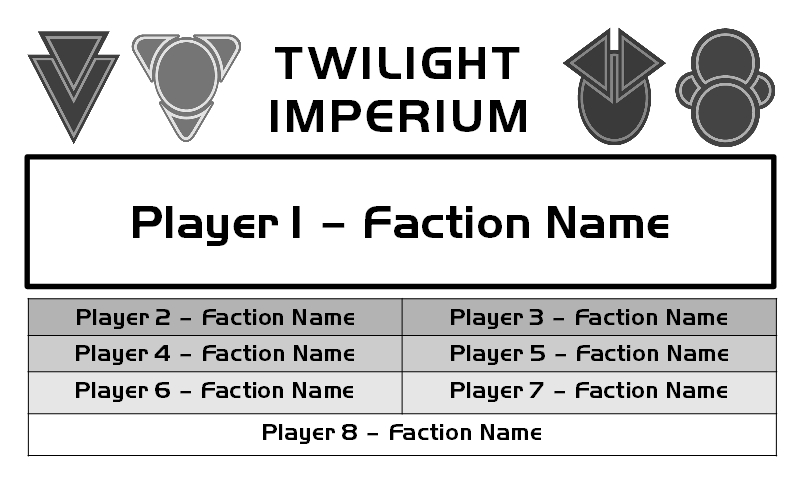 TWILIGHT
IMPERIUM
Player 1 – Faction Name
Player 2 – Faction Name
Player 3 – Faction Name
Player 4 – Faction Name
Player 5 – Faction Name
Player 6 – Faction Name
Player 7 – Faction Name
Player 8 – Faction Name